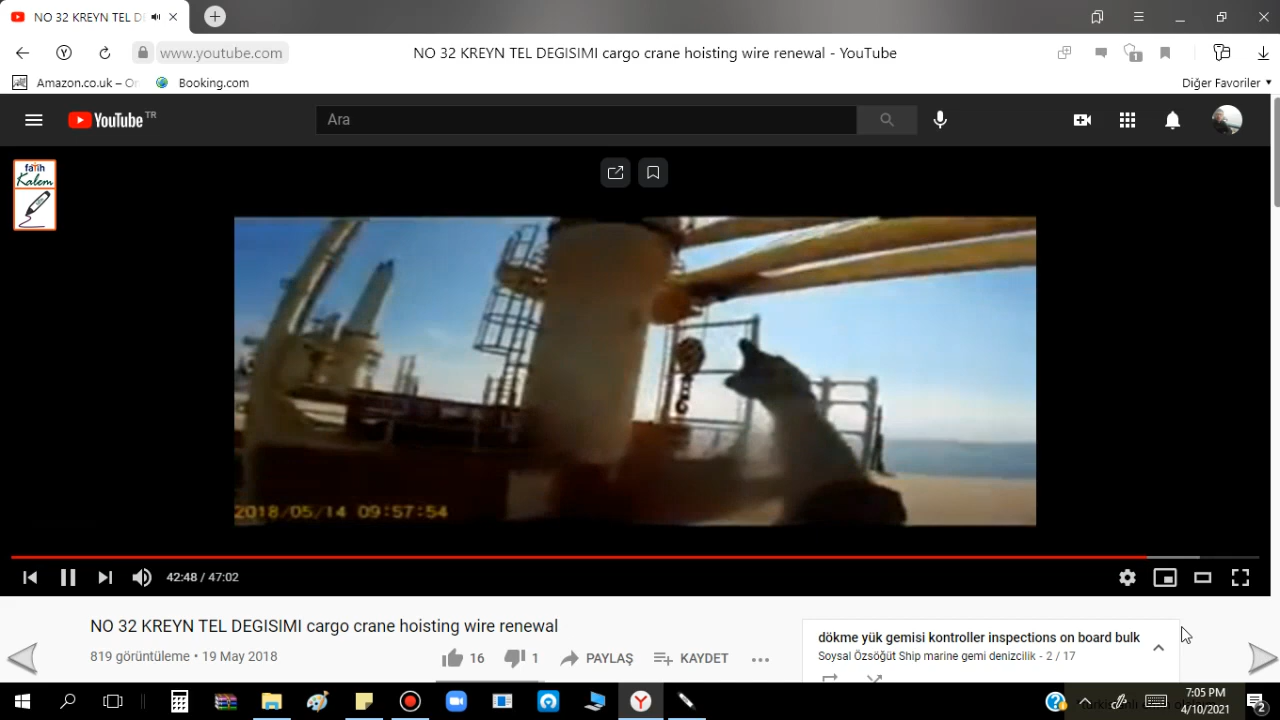 NO 32 KREYN TEL D
www.youtube.com
NO 32 KREYN TEL DEGISIMI cargo crane hoisting wire renewal - YouTube
1
Amazon.co.uk – O
Booking.com
Diğer Favoriler
YouTube TR
Ara
fatih
Kalem
2018/05/14 09:57:54
42:48 / 47:02
NO 32 KREYN TEL DEGISIMI cargo crane hoisting wire renewal
819 görüntüleme • 19 May 2018
16
1
PAYLAŞ
KAYDET
dökme yük gemisi kontroller inspections on board bulk
Soysal Özsöğüt Ship marine gemi denizcilik - 2 / 17
7:05 PM
4/10/2021
2